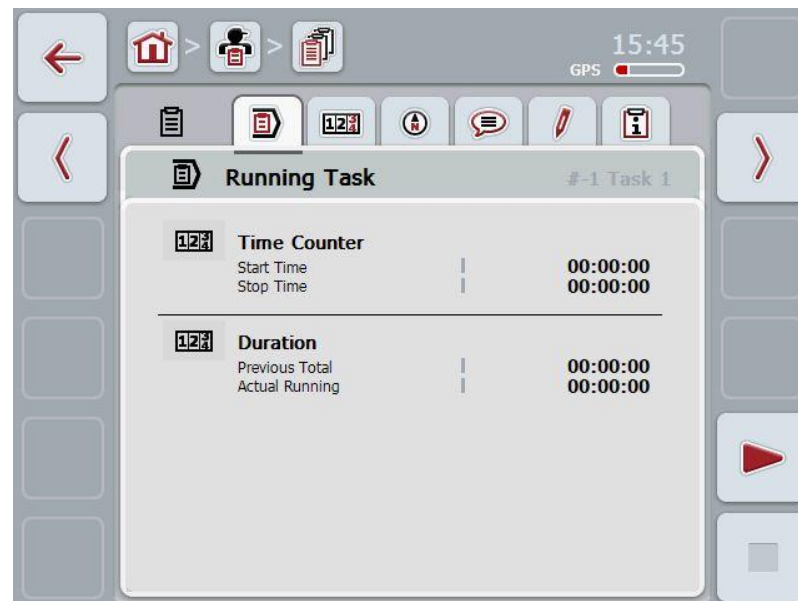 15:45
GPS
Running Task #-1 Task 1
Time Counter
Start Time 00:00:00
Stop Time 00:00:00
Duration
Previous Total 00:00:00
Actual Running 00:00:00